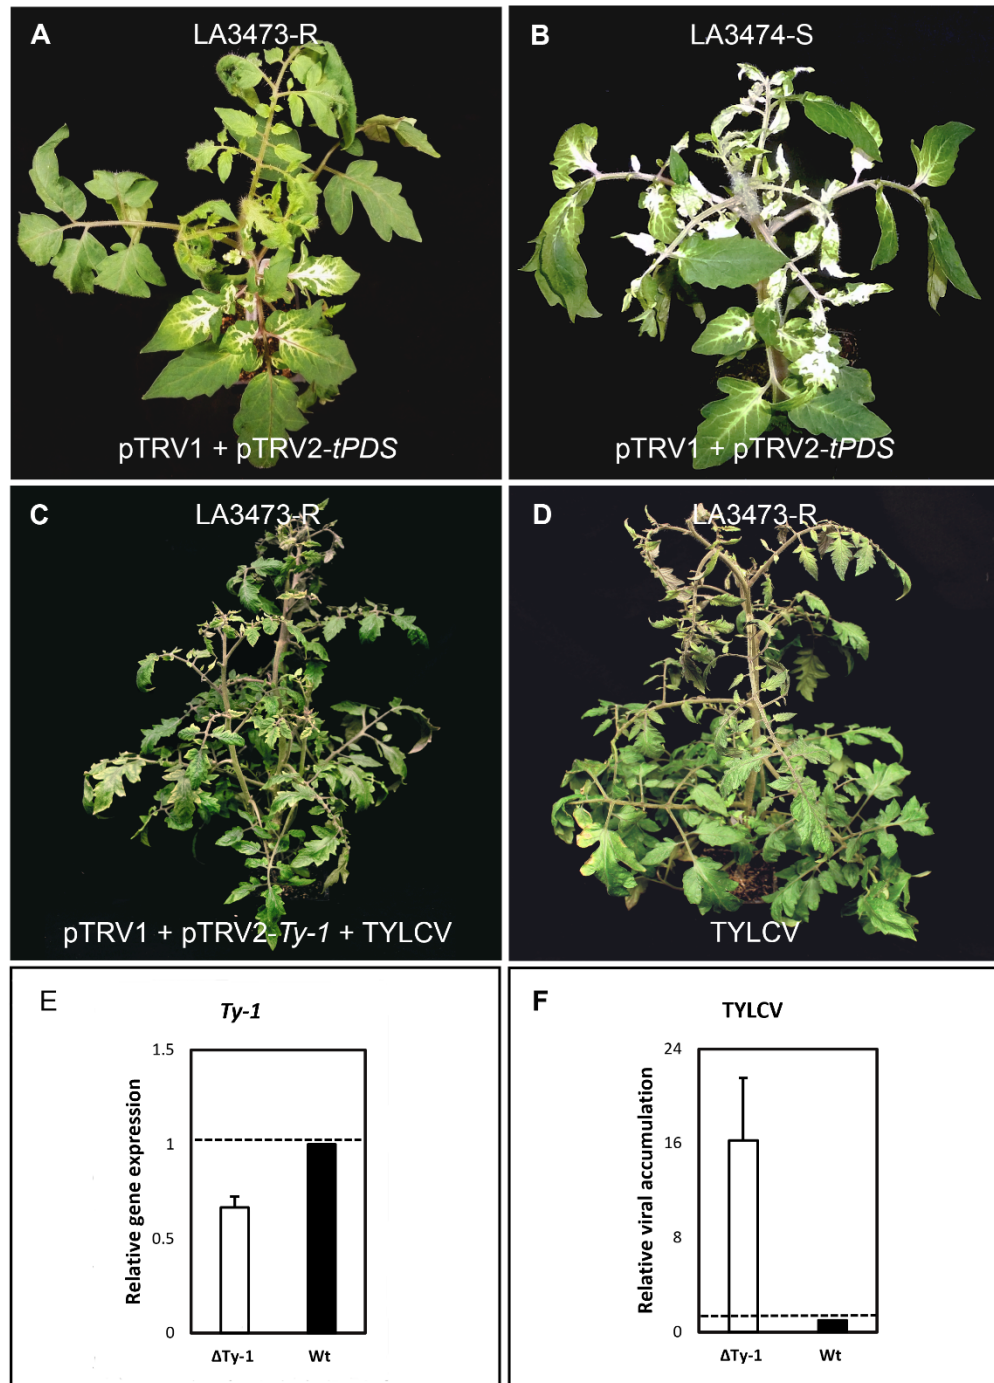 A
LA3473-R
pTRV1 + pTRV2-tPDS
B
LA3474-S
pTRV1 + pTRV2-tPDS
C
LA3473-R
pTRV1 + pTRV2-Ty-1 + TYLCV
D
LA3473-R
TYLCV
E
Ty-1
Relative gene expression
1.5
1
0.5
0
ΔTy-1 Wt
F
TYLCV
Relative viral accumulation
24
16
8
0
ΔTy-1 Wt